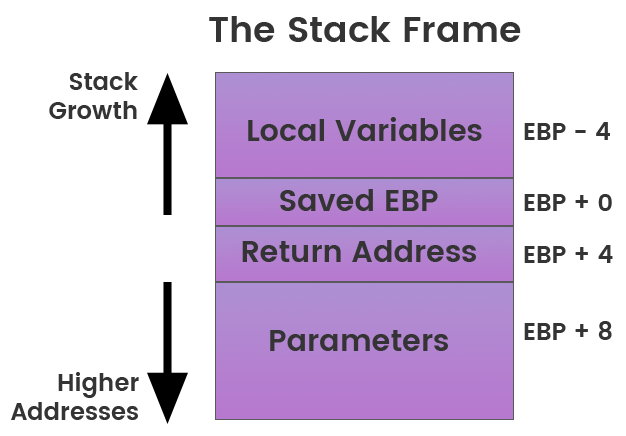 The Stack Frame
Stack
Growth
Local Variables
EBP - 4
Saved EBP
EBP + 0
Return Address
EBP + 4
Parameters
EBP + 8
Higher
Addresses